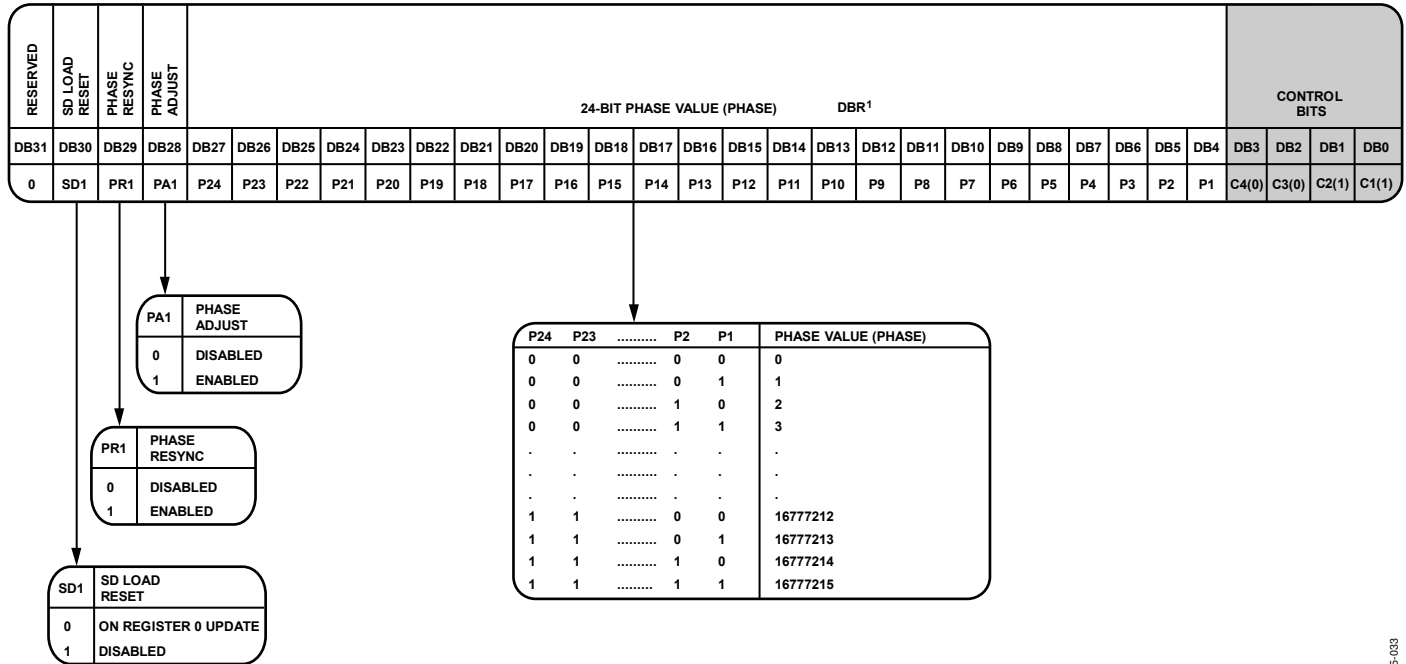 RESERVED
SD LOAD
RESET
PHASE
RESYNC
PHASE
ADJUST
24-BIT PHASE VALUE (PHASE) DBR1
CONTROL
BITS
DB31 DB30 DB29 DB28 DB27 DB26 DB25 DB24 DB23 DB22 DB21 DB20 DB19 DB18 DB17 DB16 DB15 DB14 DB13 DB12 DB11 DB10 DB9 DB8 DB7 DB6 DB5 DB4 DB3 DB2 DB1 DB0
0 SD1 PR1 PA1 P24 P23 P22 P21 P20 P19 P18 P17 P16 P15 P14 P13 P12 P11 P10 P9 P8 P7 P6 P5 P4 P3 P2 P1 C4(0) C3(0) C2(1) C1(1)
PA1 PHASE
ADJUST
0 DISABLED
1 ENABLED
PR1 PHASE
RESYNC
0 DISABLED
1 ENABLED
SD1 SD LOAD
RESET
0 ON REGISTER 0 UPDATE
1 DISABLED
P24 P23 .......... P2 P1 PHASE VALUE (PHASE)
0 0 .......... 0 0 0
0 0 .......... 0 1 1
0 0 .......... 1 0 2
0 0 .......... 1 1 3
. . .......... . . .
. . .......... . . .
. . .......... . . .
1 1 .......... 0 0 16777212
1 1 .......... 0 1 16777213
1 1 .......... 1 0 16777214
1 1 ......... 1 1 16777215